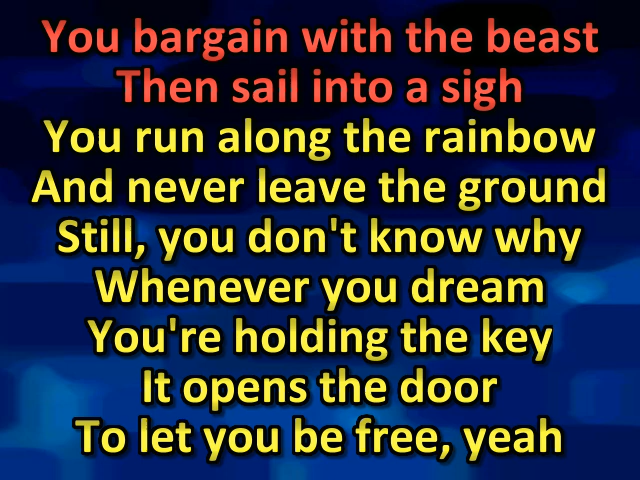 You bargain with the beast
Then sail into a sigh
You run along the rainbow
And never leave the ground
Still, you don't know why
Whenever you dream
You're holding the key
It opens the door
To let you be free, yeah